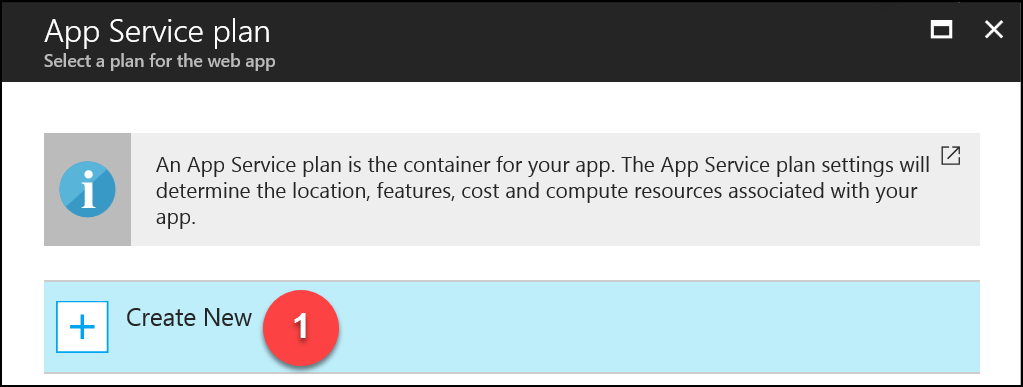 App Service plan
Select a plan for the web app
An App Service plan is the container for your app. The App Service plan settings will
determine the location, features, cost and compute resources associated with your
app.
Create New
1